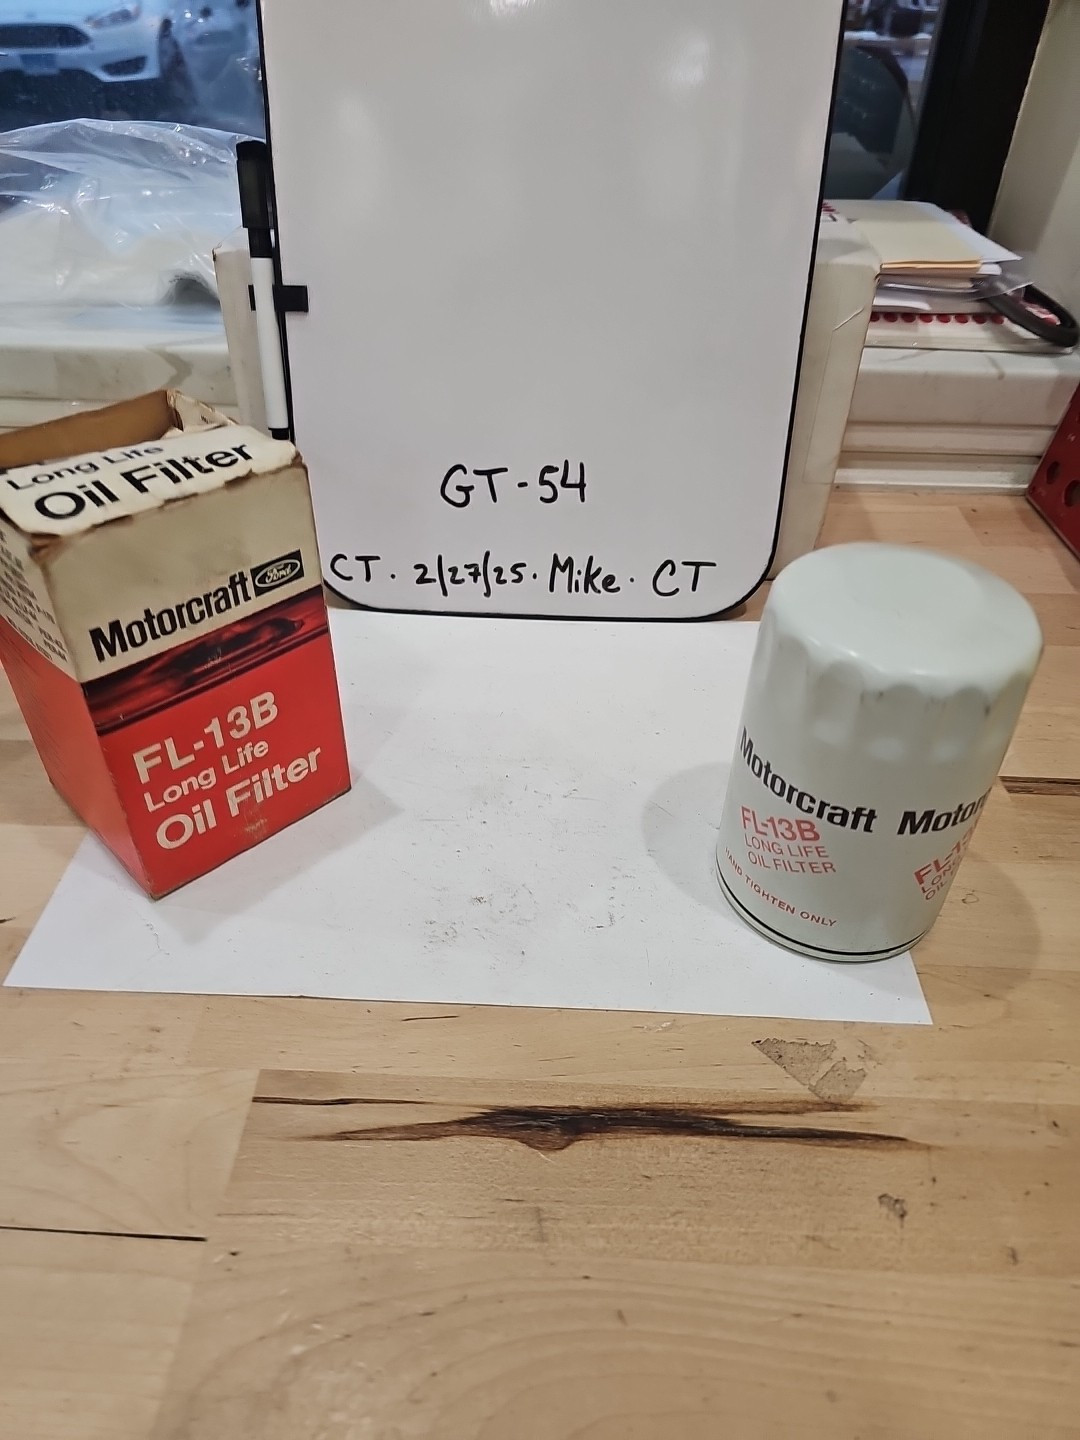 GT-54
CT. 2/27/25. Mike. CT
Long Life
Oil Filter
Motorcraft Ford
FL-13B
Long Life
Oil Filter
Motorcraft
FL-13B
LONG LIFE
OIL FILTER
HAND TIGHTEN ONLY